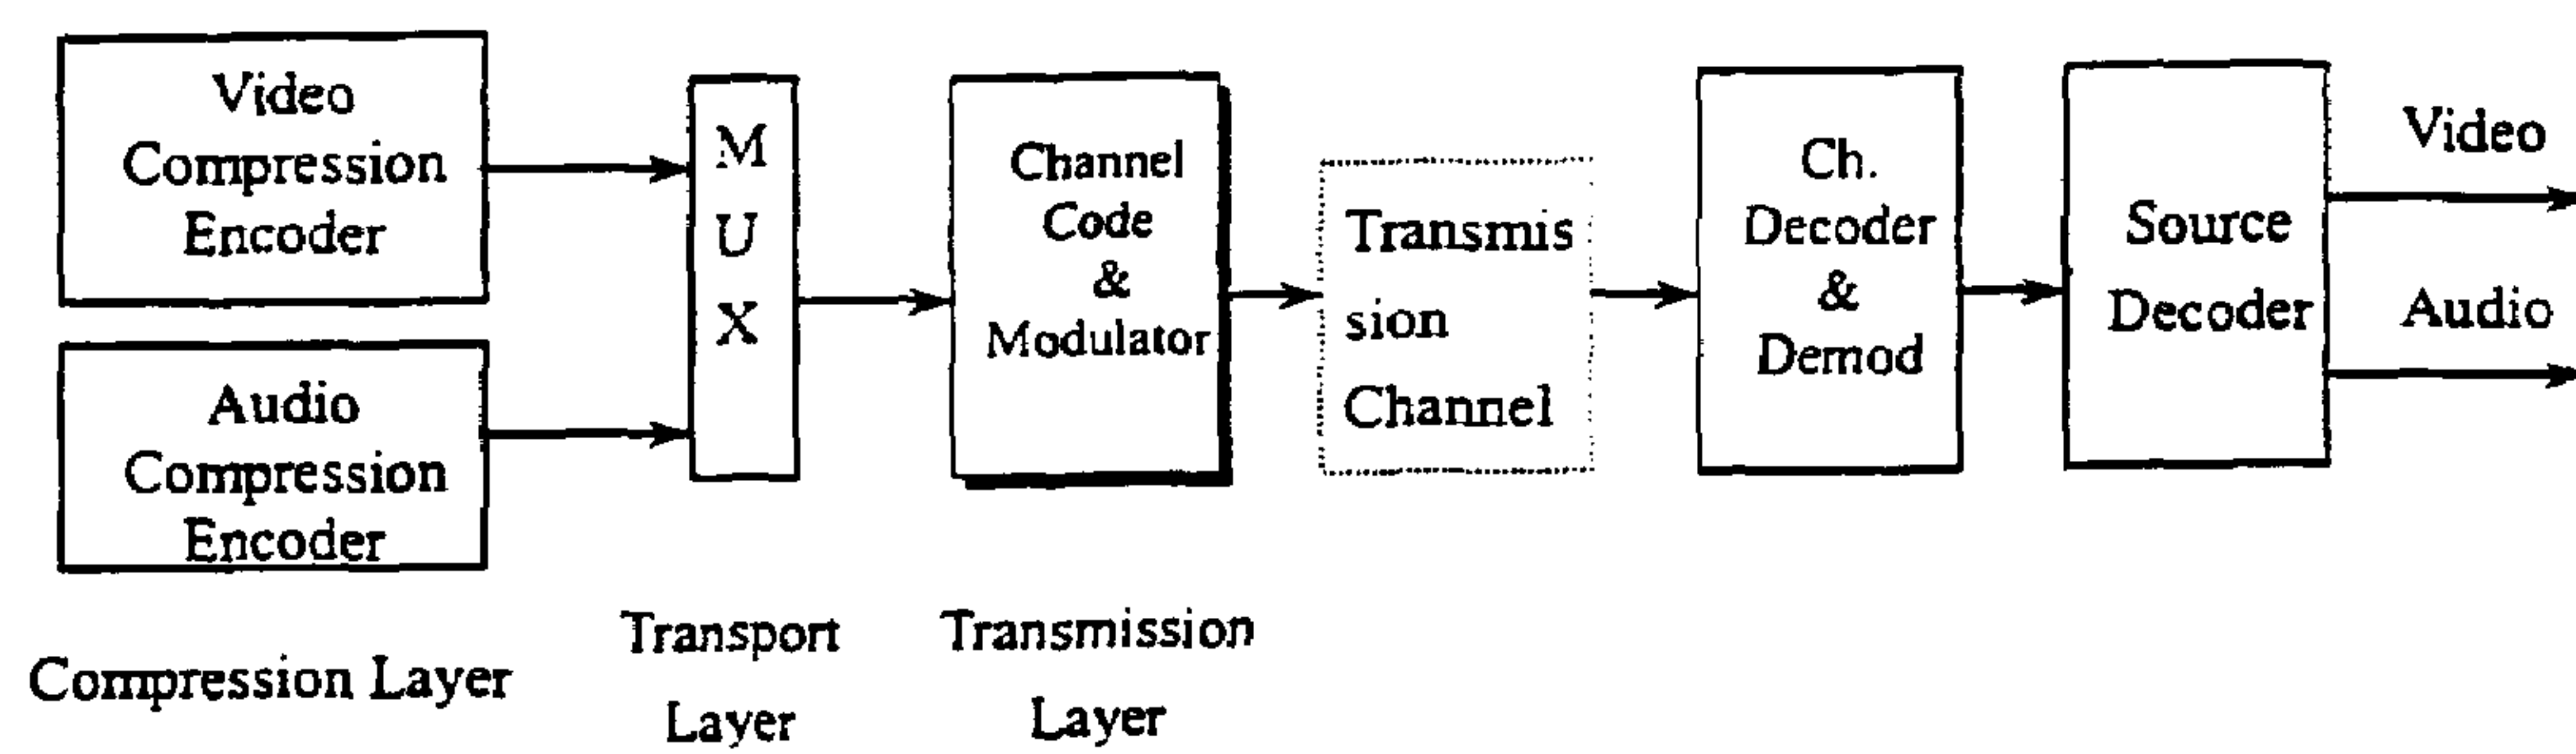 Video
Compression
Encoder
Audio
Compression
Encoder
M
U
X
Channel
Code
&
Modulator
Transmis
sion
Channel
Ch.
Decoder
&
Demod
Source
Decoder
Video
Audio
Compression Layer
Transport
Layer
Transmission
Layer